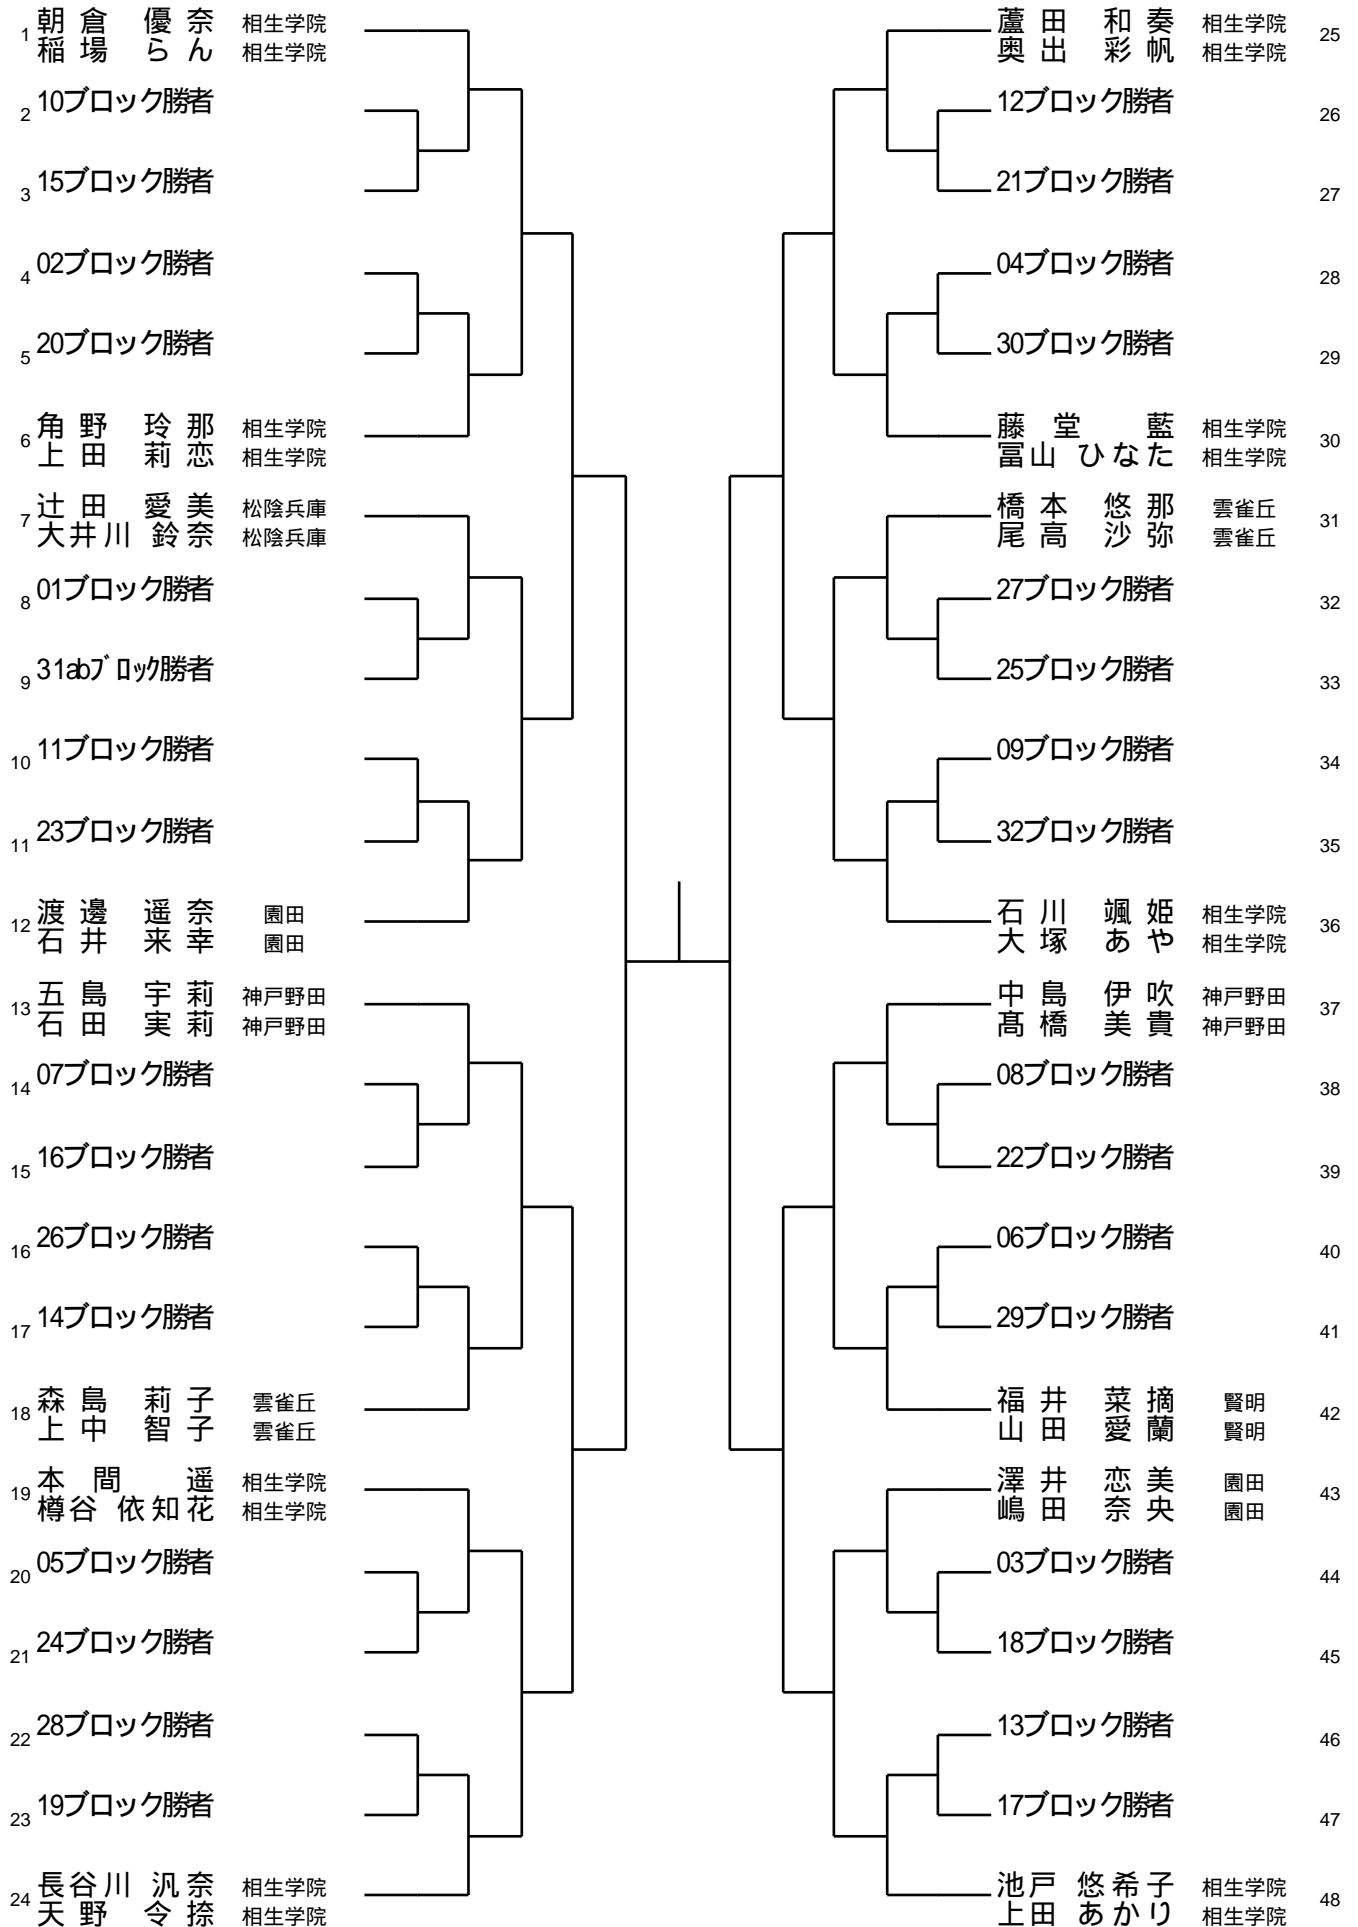 1 朝倉 優奈 相生学院
稲場 らん 相生学院
2 10ブロック勝者
3 15ブロック勝者
4 02ブロック勝者
5 20ブロック勝者
6 角野 玲那 相生学院
上田 莉恋 相生学院
7 辻田 愛美 松陰兵庫
大井川 鈴奈 松陰兵庫
8 01ブロック勝者
9 31abブロック勝者
10 11ブロック勝者
11 23ブロック勝者
12 渡邊 遥奈 園田
石井 来幸 園田
13 五島 宇莉 神戸野田
石田 実莉 神戸野田
14 07ブロック勝者
15 16ブロック勝者
16 26ブロック勝者
17 14ブロック勝者
18 森島 莉子 雲雀丘
上中 智子 雲雀丘
19 本間 遥 相生学院
樽谷 依知花 相生学院
20 05ブロック勝者
21 24ブロック勝者
22 28ブロック勝者
23 19ブロック勝者
24 長谷川 汎奈 相生学院
天野 令捺 相生学院
蘆田 和奏 相生学院 25
奥出 彩帆 相生学院
12ブロック勝者 26
21ブロック勝者 27
04ブロック勝者 28
30ブロック勝者 29
藤堂 藍 相生学院 30
冨山 ひなた 相生学院
橋本 悠那 雲雀丘 31
尾高 沙弥 雲雀丘
27ブロック勝者 32
25ブロック勝者 33
09ブロック勝者 34
32ブロック勝者 35
石川 颯姫 相生学院 36
大塚 あや 相生学院
中島 伊吹 神戸野田 37
髙橋 美貴 神戸野田
08ブロック勝者 38
22ブロック勝者 39
06ブロック勝者 40
29ブロック勝者 41
福井 菜摘 賢明 42
山田 愛蘭 賢明
澤井 恋美 園田 43
嶋田 奈央 園田
03ブロック勝者 44
18ブロック勝者 45
13ブロック勝者 46
17ブロック勝者 47
池戸 悠希子 相生学院 48
上田 あかり 相生学院